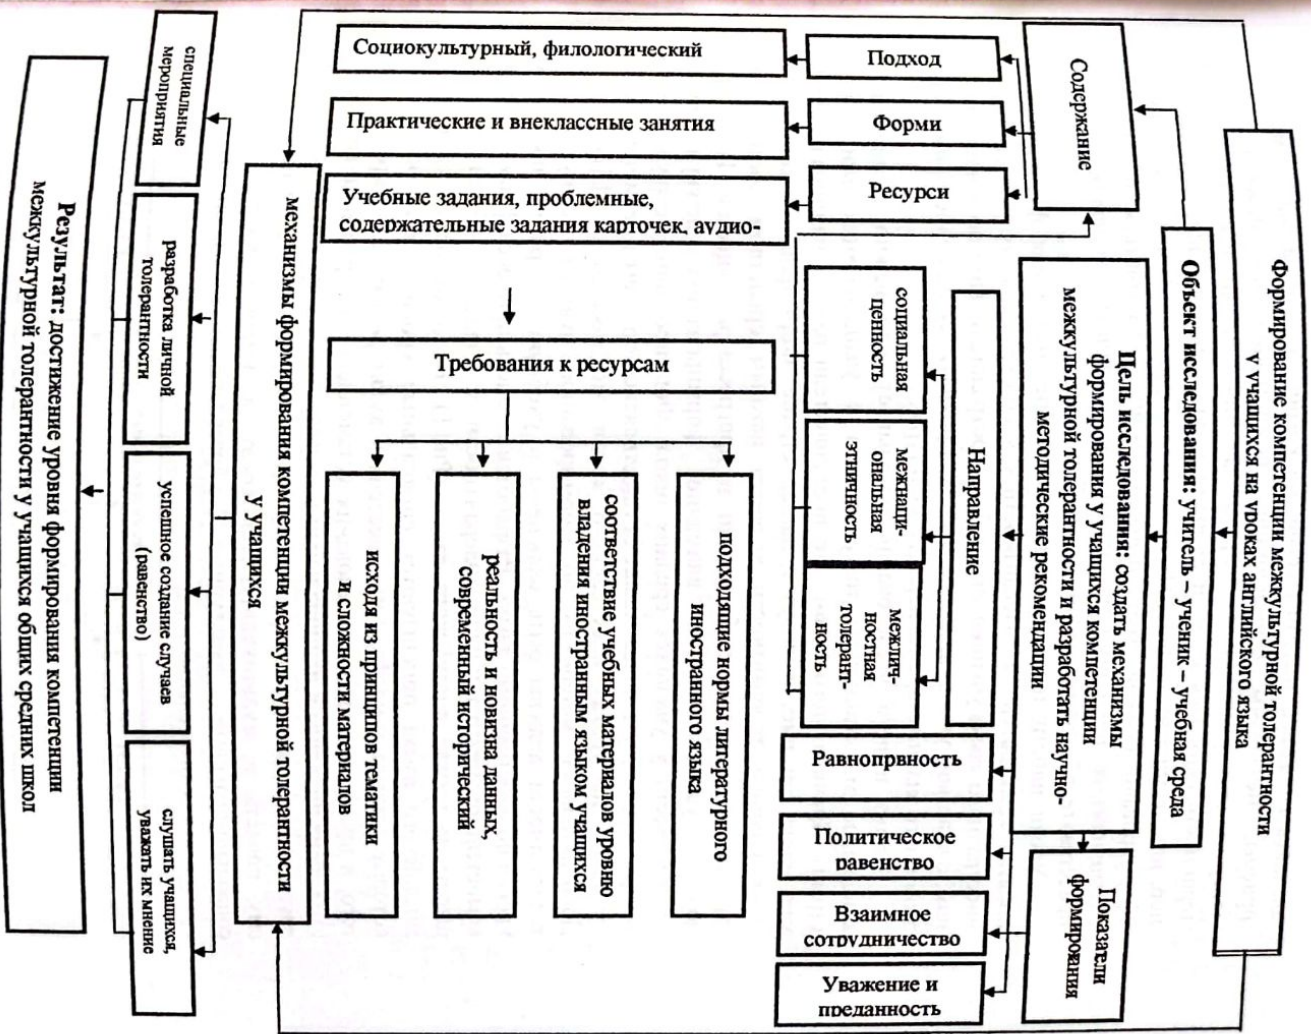 Формирование компетенции межкультурной толерантности
у учащихся на уроках английского языка
Объект исследования: учитель – ученик – учебная среда
Содержание
Цель исследования: создать механизмы
формирования у учащихся компетенции
межкультурной толерантности и разработать научно-
методические рекомендации
Показатели
формирования
Подход
Форми
Ресурси
Социокультурный, филологический
Практические и внеклассные занятия
Учебные задания, проблемные,
содержательные задания карточек, аудио-
Направление
социальная
ценность
межнаци-
ональная
этничность
межлич-
ностная
толерант-
ность
Равнопрвность
Политическое
равенство
Взаимное
сотрудничество
Уважение и
преданность
Требования к ресурсам
подходящие нормы литературного
иностранного языка
соответствие учебных материалов уровню
владения иностранным языком учащихся
реальность и новизна данных,
современный исторический
исходя из принципов тематики
и сложности материалов
механизмы формирования компетенции межкультурной толерантности
у учащихся
специальные
мероприятия
разработка личной
толерантности
успешное создание случаев
(равенство)
слушать учащихся,
уважать их мнение
Результат: достижение уровня формирования компетенции
межкультурной толерантности у учащихся общих средних школ